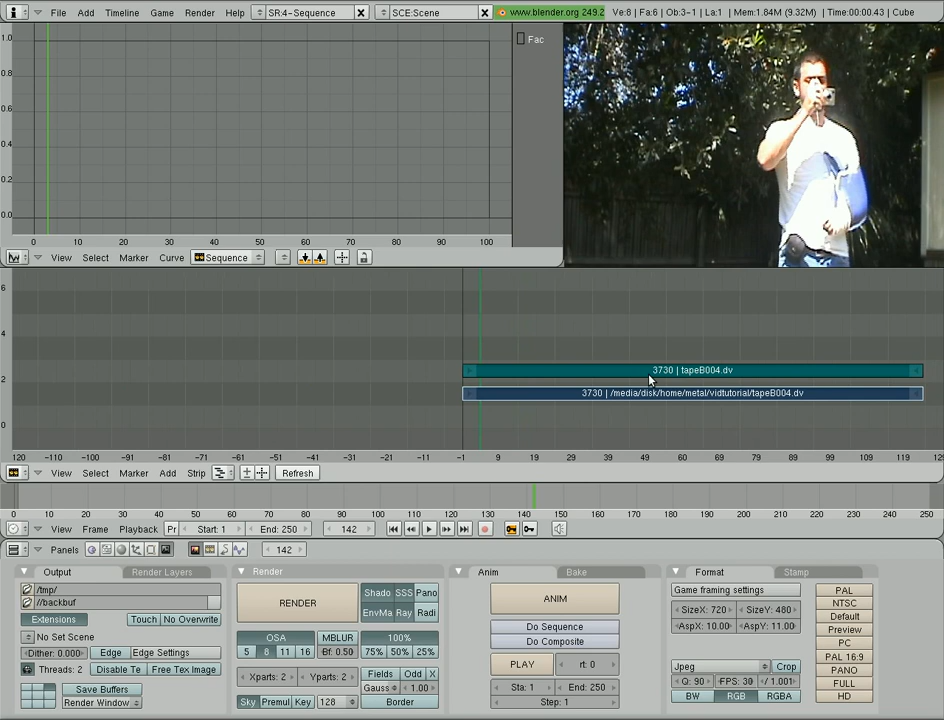 File Add Timeline Game Render Help SR:4-Sequence SCE:Scene www.blender.org 249.2 Ve:8 | Fa:6 | Ob:3-1 | La:1 | Mem:1.84M (9.32M) | Time:00:00.43 | Cube
1.0
0.8
0.6
0.4
0.2
0.0
Fac
0 10 20 30 40 50 60 70 80 90 100
View Select Marker Curve Sequence
6
4
2
0
3730 | tapeB004.dv
3730 | /media/disk/home/metal/vidtutorial/tapeB004.dv
120 -110 -100 -90 -80 -70 -60 -50 -40 -30 -20 -11 -1 9 19 29 39 49 59 69 79 89 99 109 119 129
View Select Marker Add Strip Refresh
0 10 20 30 40 50 60 70 80 90 100 110 120 130 140 150 160 170 180 190 200 210 220 230 240 250
View Frame Playback Pr Start: 1 End: 250 142
Panels 142
Output Render Layers Render Anim Bake Format Stamp
/tmp/
//backbuf
Extensions Touch No Overwrite
No Set Scene
Dither: 0.000 Edge Edge Settings
Threads: 2 Disable Te Free Tex Image
Save Buffers
Render Window
RENDER
Shado SSS Pano
EnvMa Ray Radi
OSA MBLUR 100%
5 8 11 16 Bf: 0.50 75% 50% 25%
Xparts: 2 Yparts: 2 Fields Odd X
Gauss 1.00
Sky Premul Key 128 Border
ANIM
Do Sequence
Do Composite
PLAY rt: 0
Sta: 1 End: 250
Step: 1
Game framing settings
SizeX: 720 SizeY: 480
AspX: 10.00 AspY: 11.00
Jpeg Crop
Q: 90 FPS: 30 / 1.001
BW RGB RGBA
PAL
NTSC
Default
Preview
PC
PAL 16:9
PANO
FULL
HD